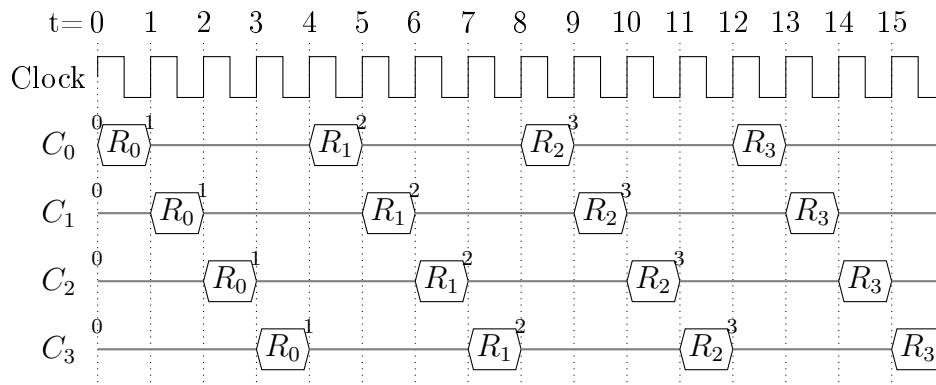 t= 0 1 2 3 4 5 6 7 8 9 10 11 12 13 14 15
Clock
0 1 2 3
C₀ R₀ R₁ R₂ R₃
0 1 2 3
C₁ R₀ R₁ R₂ R₃
0 1 2 3
C₂ R₀ R₁ R₂ R₃
0 1 2 3
C₃ R₀ R₁ R₂ R₃